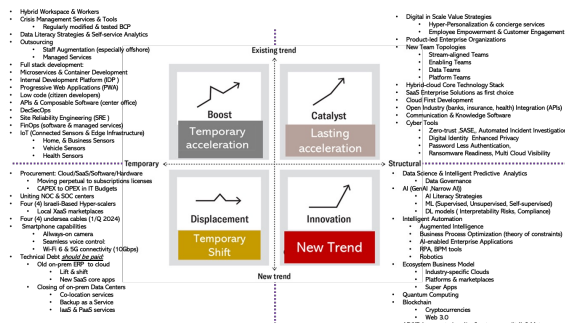 Hybrid Workspace & Workers
Crisis Management Services & Tools
Regularly modified & tested BCP
Data Literacy Strategies & Self-service Analytics
Outsourcing
Staff Augmentation (especially offshore)
Managed Services
Full stack development:
Microservices & Container Development
Internal Development Platform (IDP )
Progressive Web Applications (PWA)
Low code (citizen developers)
APIs & Composable Software (center office)
DecSecOps
Site Reliability Engineering (SRE )
FinOps (software & managed services)
IoT (Connected Sensors & Edge Infrastructure)
Home, & Business Sensors
Vehicle Sensors
Health Sensors
Existing trend
Boost
Temporary
acceleration
Catalyst
Lasting
acceleration
Digital in Scale Value Strategies
Hyper-Personalization & concierge services
Employee Empowerment & Customer Engagement
Product-led Enterprise Organizations
New Team Topologies
Stream-aligned Teams
Enabling Teams
Data Teams
Platform Teams
Hybrid-cloud Core Technology Stack
SaaS Enterprise Solutions as first choice
Cloud First Development
Open Industry (banks, insurance, health) Integration (APIs)
Communication & Knowledge Software
Cyber Tools
Zero-trust ,SASE,, Automated Incident Investigation
Digital Identity Enhanced Privacy
Password Less Authentication,
Ransomware Readiness, Multi Cloud Visibility
Temporary
Structural
Procurement: Cloud/SaaS/Software/Hardware
Moving perpetual to subscriptions licenses
CAPEX to OPEX in IT Budgets
Uniting NOC & SOC centers
Four (4) Israeli-Based Hyper-scalers
Local XaaS marketplaces
Four (4) undersea cables (1/Q 2024)
Smartphone capabilities
Allways-on camera
Seamless voice control
Wi-Fi 6 & 5G connectivity (10Gbps)
Technical Debt should be paid:
Old on-prem ERP to cloud
Lift & shift
New SaaS core apps
Closing of on-prem Data Centers
Co-location services
Backup as a Service
IaaS & PaaS services
Displacement
Temporary
Shift
Innovation
New Trend
New trend
Data Science & Intelligent Predictive Analytics
Data Governance
AI (GenAI ,Narrow AI))
AI Literacy Strategies
ML (Supervised, Unsupervised, Self-supervised)
DL models ( Interpretability Risks, Compliance)
Intelligent Automation
Augmented Intelligence
Business Process Optimization (theory of constraints)
AI-enabled Enterprise Applications
RPA, BPM tools
Robotics
Ecosystem Business Model
Industry-specific Clouds
Platforms & marketplaces
Super Apps
Quantum Computing
Blockchain
Cryptocurrencies
Web 3.0